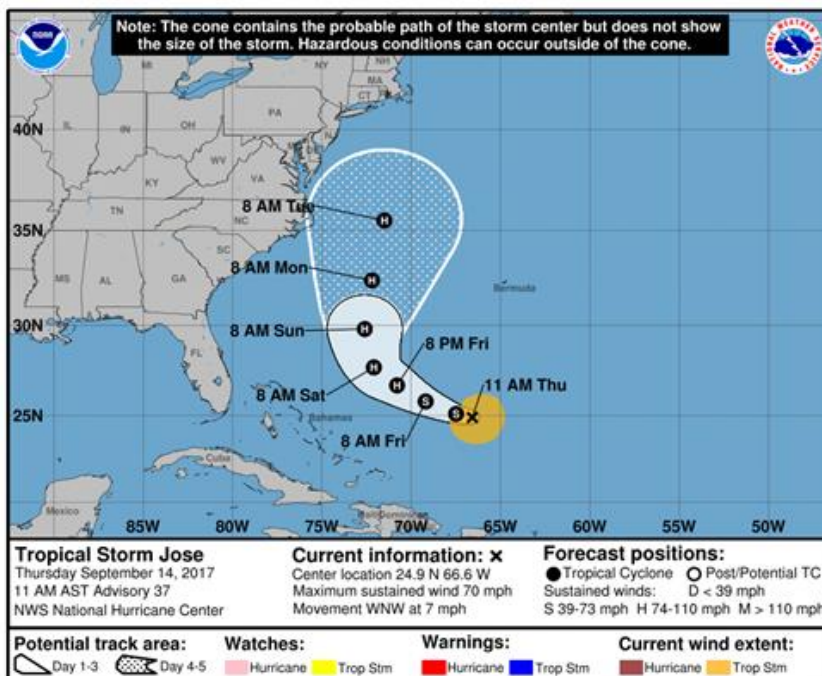 Note: The cone contains the probable path of the storm center but does not show
the size of the storm. Hazardous conditions can occur outside of the cone.
NOAA
MI
NY
NH
MA
CT
PA
40N
IL
IN
OH
WV
KY
VA
8 AM Tue
35N
TN
NC
SC
8 AM Mon
MS
AL
GA
Bermuda
30N
8 AM Sun
8 PM Fri
FL
8 AM Sat
11 AM Thu
25N
Bahamas
8 AM Fri
Cuba
Mexico
85W 80W 75W 70W 65W 60W 55W 50W
H
H
H
H
H
S
S
Tropical Storm Jose
Thursday September 14, 2017
11 AM AST Advisory 37
NWS National Hurricane Center
Current information: ×
Center location 24.9 N 66.6 W
Maximum sustained wind 70 mph
Movement WNW at 7 mph
Forecast positions:
● Tropical Cyclone ○ Post/Potential TC
Sustained winds: D < 39 mph
S 39-73 mph H 74-110 mph M > 110 mph
Potential track area:
Day 1-3 Day 4-5
Watches:
Hurricane Trop Stm
Warnings:
Hurricane Trop Stm
Current wind extent:
Hurricane Trop Stm